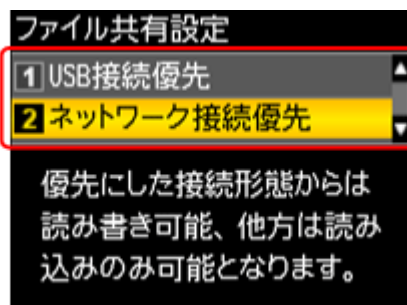 ファイル共有設定
1 USB接続優先
2 ネットワーク接続優先
優先にした接続形態からは
読み書き可能、他方は読み
込みのみ可能となります。